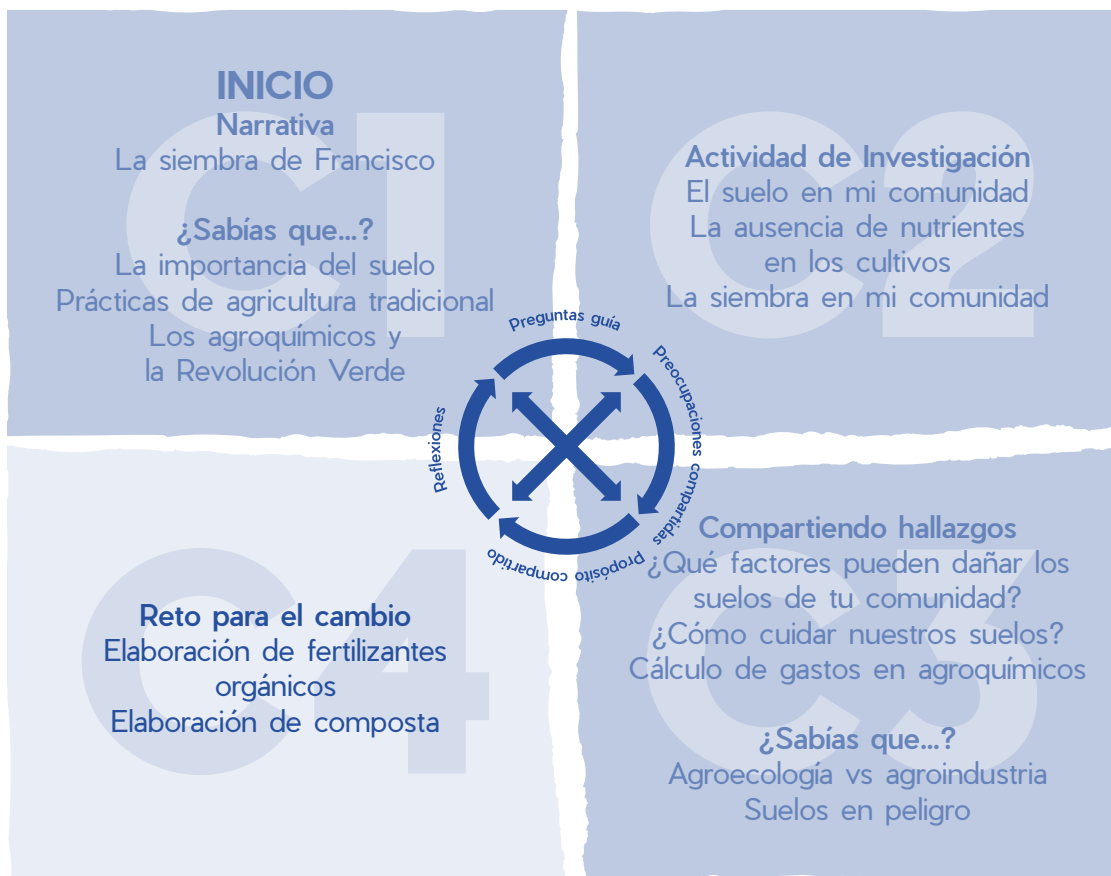 C1
INICIO
Narrativa
La siembra de Francisco
¿Sabías que...?
La importancia del suelo
Prácticas de agricultura tradicional
Los agroquímicos y
la Revolución Verde
C2
Actividad de Investigación
El suelo en mi comunidad
La ausencia de nutrientes
en los cultivos
La siembra en mi comunidad
Preguntas guía
Preocupaciones compartidas
Propósito compartido
Reflexiones
C3
Compartiendo hallazgos
¿Qué factores pueden dañar los
suelos de tu comunidad?
¿Cómo cuidar nuestros suelos?
Cálculo de gastos en agroquímicos
¿Sabías que...?
Agroecología vs agroindustria
Suelos en peligro
C4
Reto para el cambio
Elaboración de fertilizantes
orgánicos
Elaboración de composta